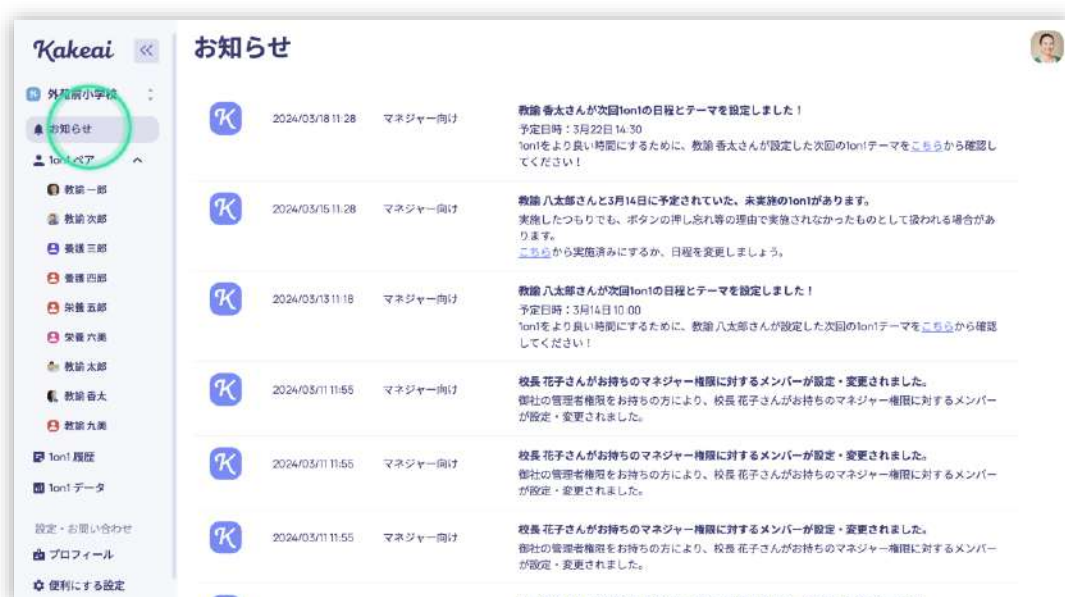 Kakeai
外苑前小学校
お知らせ
1on1 ペア
教諭 一郎
教諭 次郎
養護 三郎
養護 四郎
栄養 五郎
栄養 六美
教諭 太郎
教諭 香太
教諭 九美
1on1 履歴
1on1 データ
設定・お問い合わせ
プロフィール
便利にする設定
お知らせ
K
2024/03/18 11:28
マネジャー向け
教諭 香太さんが次回1on1の日程とテーマを設定しました！
予定日時：3月22日 14:30
1on1をより良い時間にするために、教諭 香太さんが設定した次回の1on1テーマをこちらから確認し
てください！
K
2024/03/15 11:28
マネジャー向け
教諭 八太郎さんと3月14日に予定されていた、未実施の1on1があります。
実施したつもりでも、ボタンの押し忘れ等の理由で実施されなかったものとして扱われる場合があ
ります。
こちらから実施済みにするか、日程を変更しましょう。
K
2024/03/13 11:18
マネジャー向け
教諭 八太郎さんが次回1on1の日程とテーマを設定しました！
予定日時：3月14日 10:00
1on1をより良い時間にするために、教諭 八太郎さんが設定した次回の1on1テーマをこちらから確認
してください！
K
2024/03/11 11:55
マネジャー向け
校長 花子さんがお持ちのマネジャー権限に対するメンバーが設定・変更されました。
御社の管理者権限をお持ちの方により、校長 花子さんがお持ちのマネジャー権限に対するメンバー
が設定・変更されました。
K
2024/03/11 11:55
マネジャー向け
校長 花子さんがお持ちのマネジャー権限に対するメンバーが設定・変更されました。
御社の管理者権限をお持ちの方により、校長 花子さんがお持ちのマネジャー権限に対するメンバー
が設定・変更されました。
K
2024/03/11 11:55
マネジャー向け
校長 花子さんがお持ちのマネジャー権限に対するメンバーが設定・変更されました。
御社の管理者権限をお持ちの方により、校長 花子さんがお持ちのマネジャー権限に対するメンバー
が設定・変更されました。